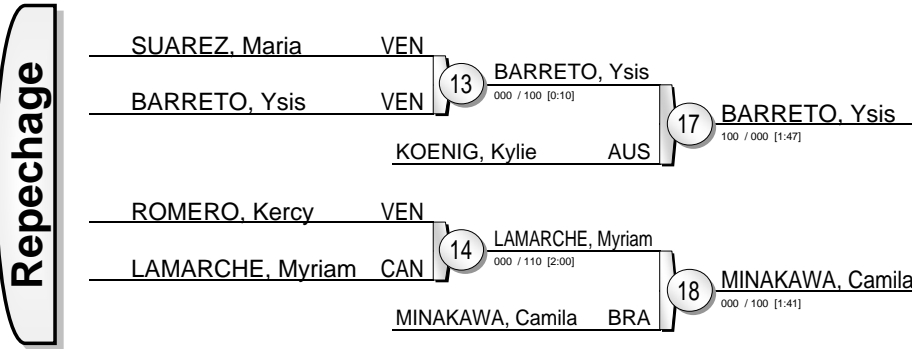 Repechage
SUAREZ, Maria VEN
BARRETO, Ysis VEN
13
BARRETO, Ysis
000 / 100 [0:10]
KOENIG, Kylie AUS
17
BARRETO, Ysis
100 / 000 [1:47]
ROMERO, Kercy VEN
LAMARCHE, Myriam CAN
14
LAMARCHE, Myriam
000 / 110 [2:00]
MINAKAWA, Camila BRA
18
MINAKAWA, Camila
000 / 100 [1:41]